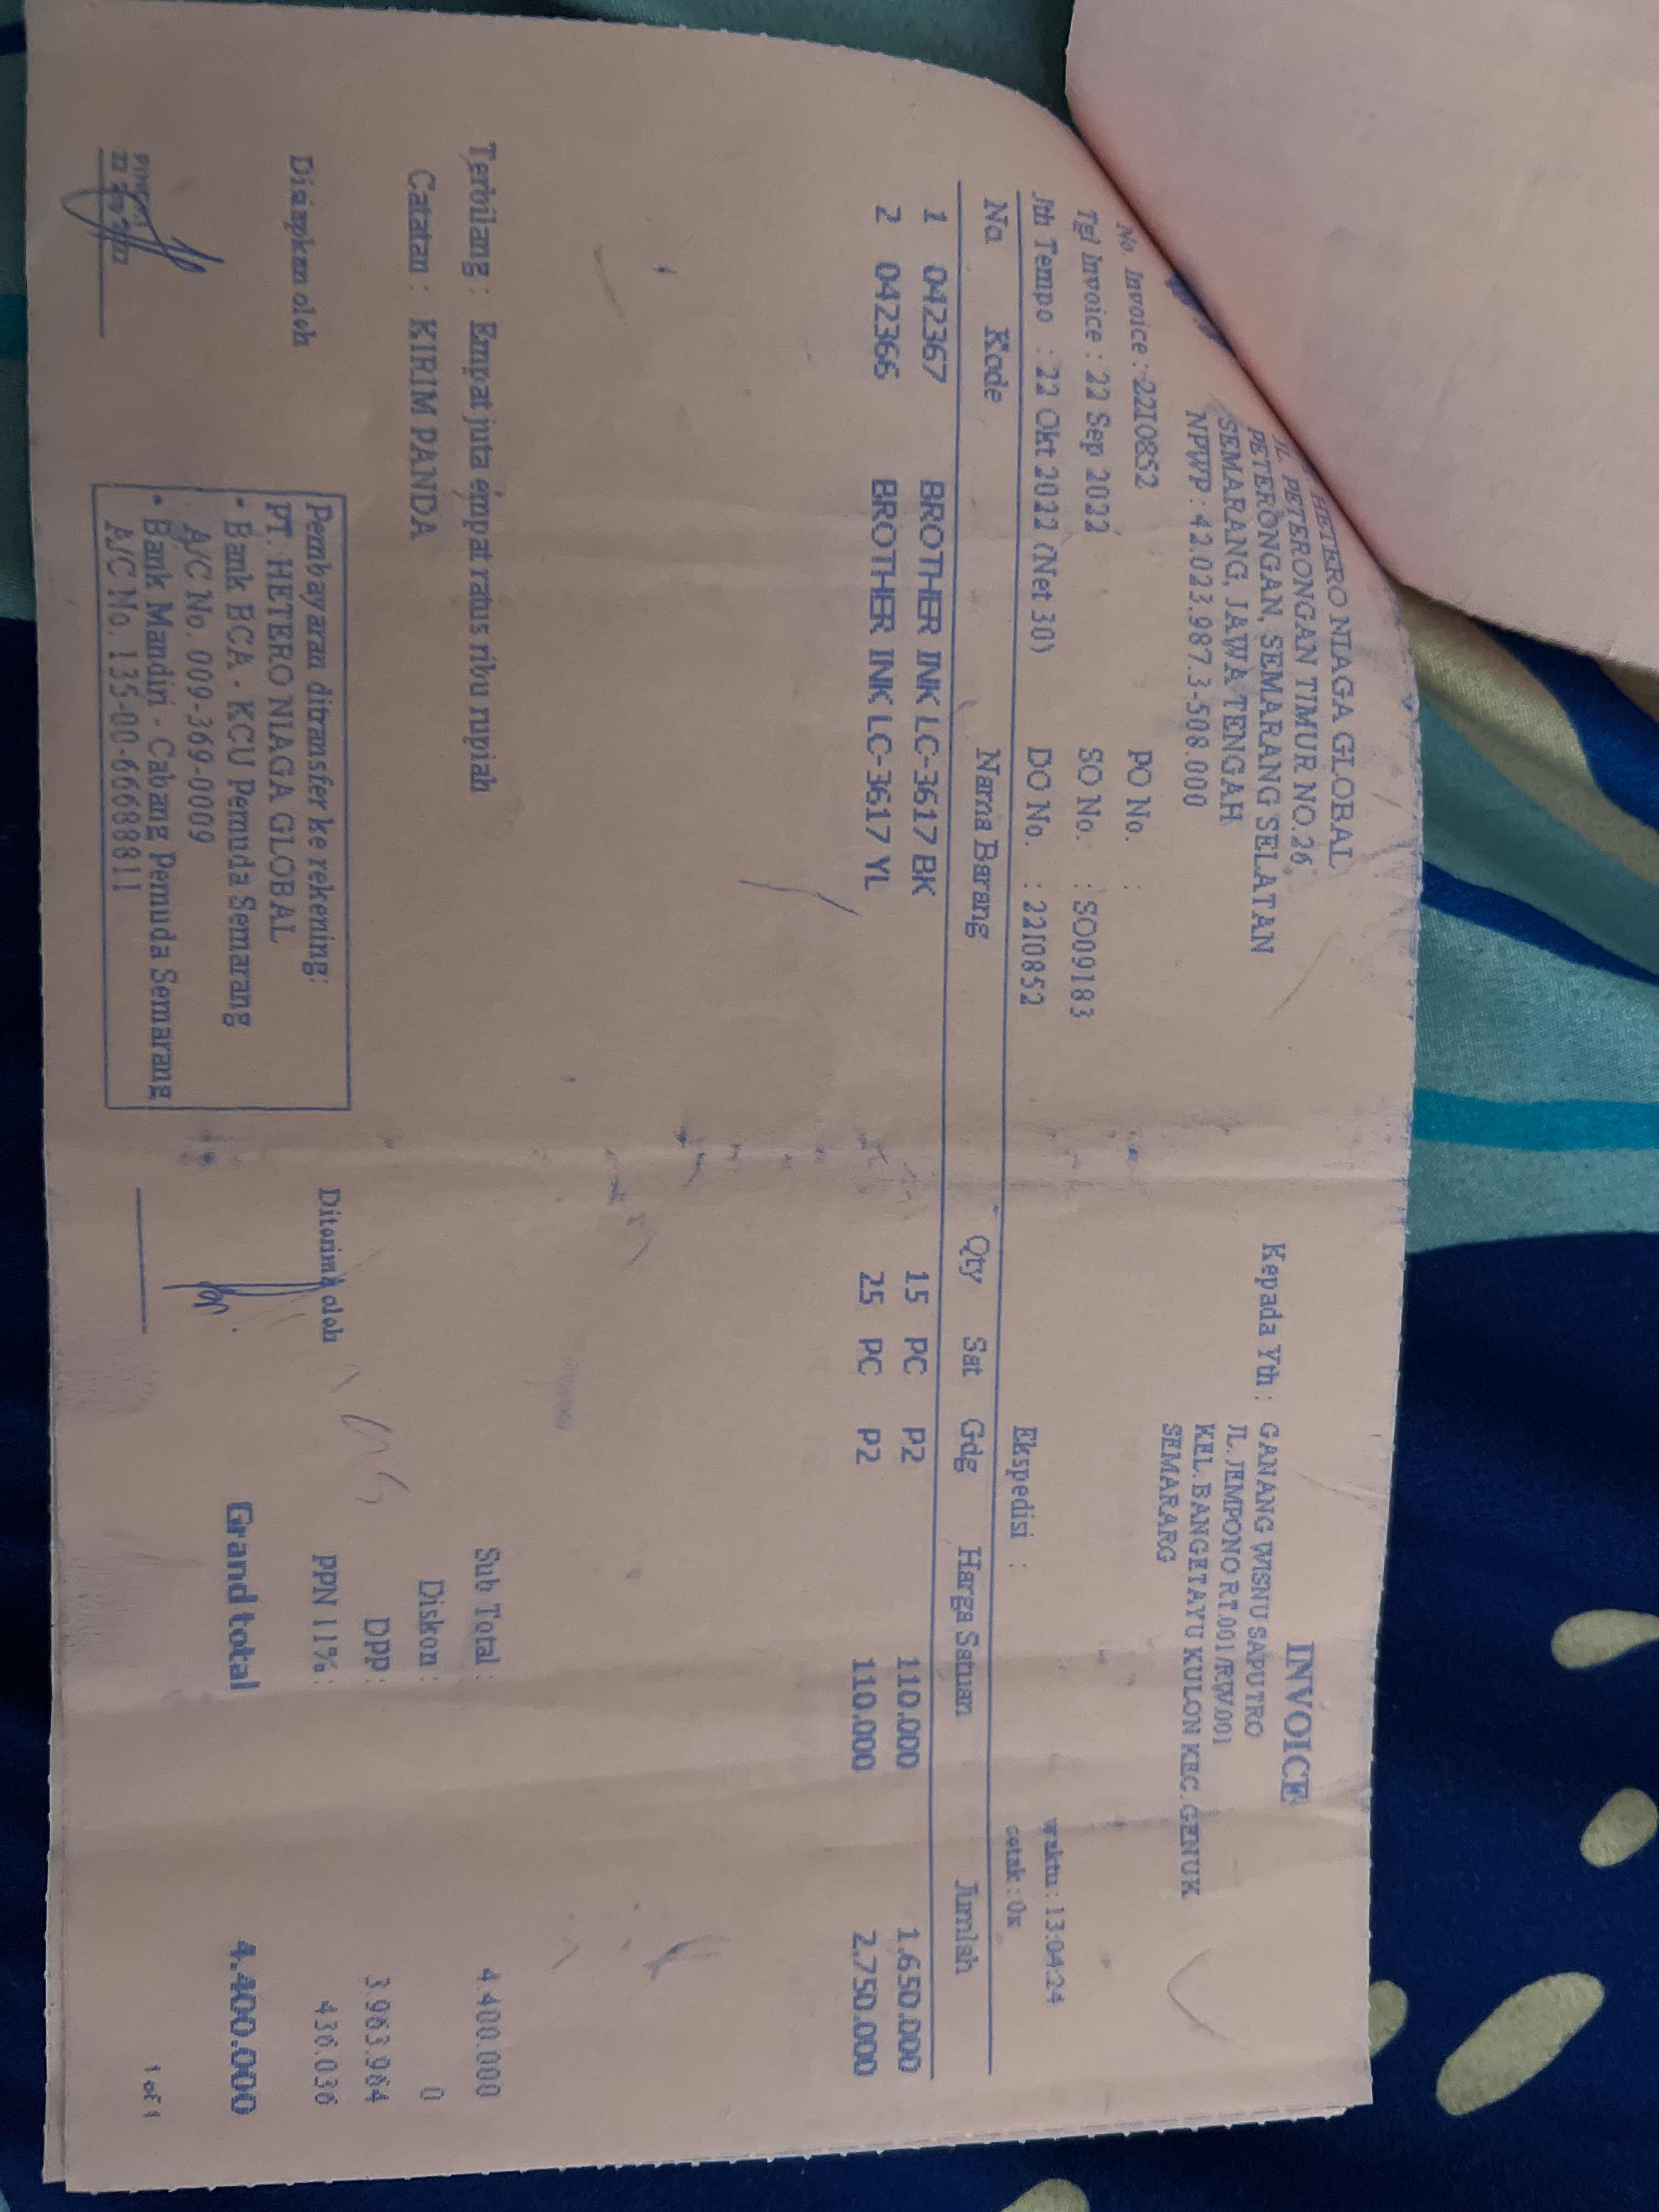 HETERO NIAGA GLOBAL
JL. PETERONGAN TIMUR NO.26
PETERONGAN, SEMARANG SELATAN
SEMARANG, JAWA TENGAH
NPWP : 42.023.987.3-508.000
INVOICE
Kepada Yth : GANANG WISNU SAPUTRO
JL. JEMPONO RT.001/RW.001
KEL. BANGETAYU KULON KEC. GENUK
SEMARARG
No. Invoice : 22I0852 PO No. :
Tgl Invoice : 22 Sep 2022 SO No. : SO09183
Jth Tempo : 22 Okt 2022 (Net 30) DO No. : 22I0852 Ekspedisi :
waktu : 13:04:24
cetak : 0x
No Kode Nama Barang Qty Sat Gdg Harga Satuan Jumlah
1 042367 BROTHER INK LC-3617 BK 15 PC P2 110.000 1.650.000
2 042366 BROTHER INK LC-3617 YL 25 PC P2 110.000 2.750.000
Terbilang : Empat juta empat ratus ribu rupiah
Catatan : KIRIM PANDA
Sub Total : 4.400.000
Diskon : 0
DPP : 3.963.964
PPN 11% : 436.036
Grand total 4.400.000
Disiapkan oleh
Pembayaran ditransfer ke rekening:
PT. HETERO NIAGA GLOBAL
* Bank BCA - KCU Pemuda Semarang
A/C No. 009-369-0009
* Bank Mandiri - Cabang Pemuda Semarang
A/C No. 135-00-6668811
Diterima oleh
1 of 1